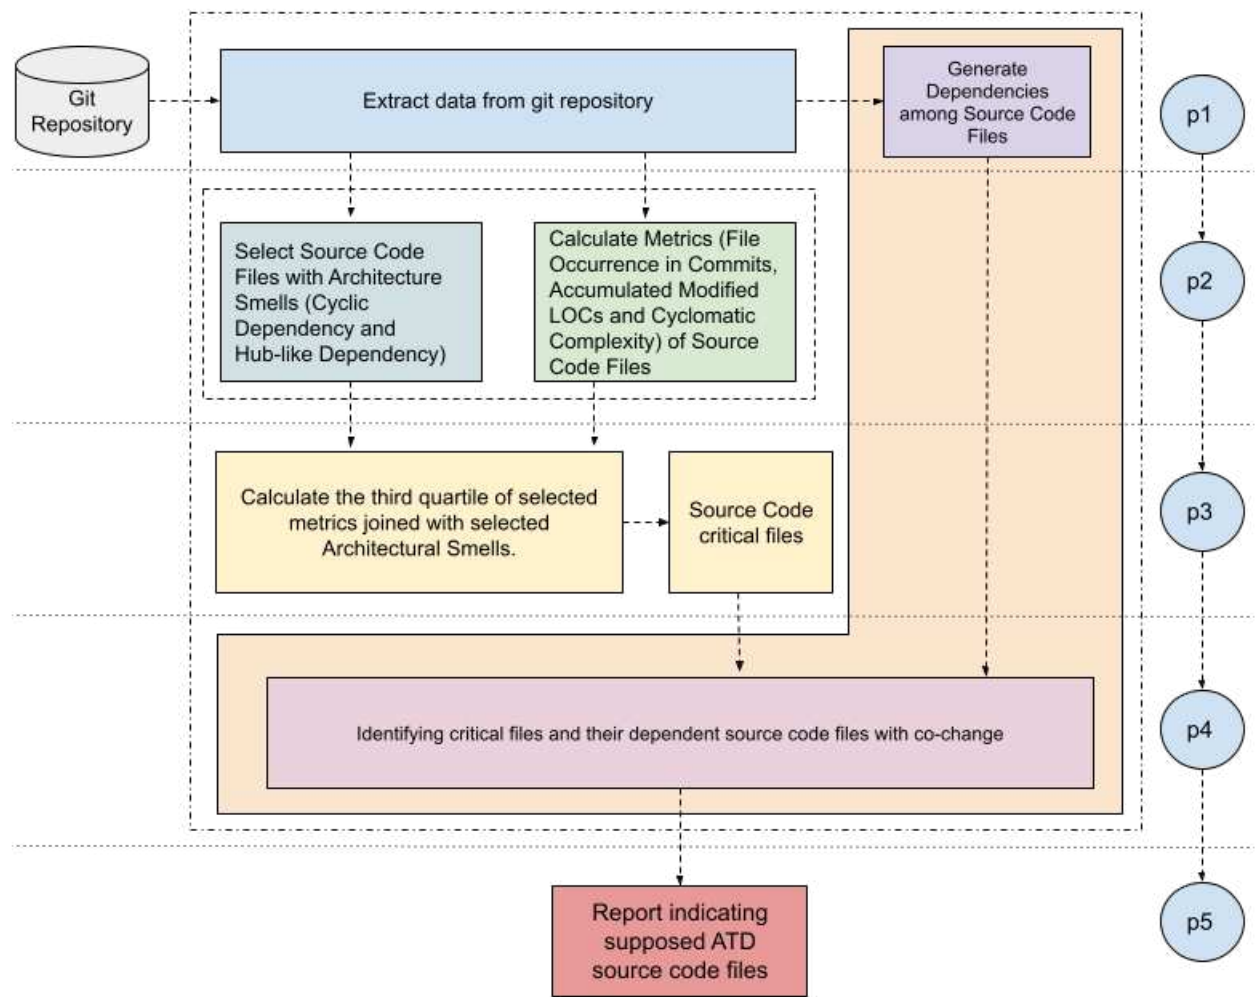 Git
Repository
Extract data from git repository
Generate
Dependencies
among Source Code
Files
p1
Select Source Code
Files with Architecture
Smells (Cyclic
Dependency and
Hub-like Dependency)
Calculate Metrics (File
Occurrence in Commits,
Accumulated Modified
LOCs and Cyclomatic
Complexity) of Source
Code Files
p2
Calculate the third quartile of selected
metrics joined with selected
Architectural Smells.
Source Code
critical files
p3
Identifying critical files and their dependent source code files with co-change
p4
Report indicating
supposed ATD
source code files
p5